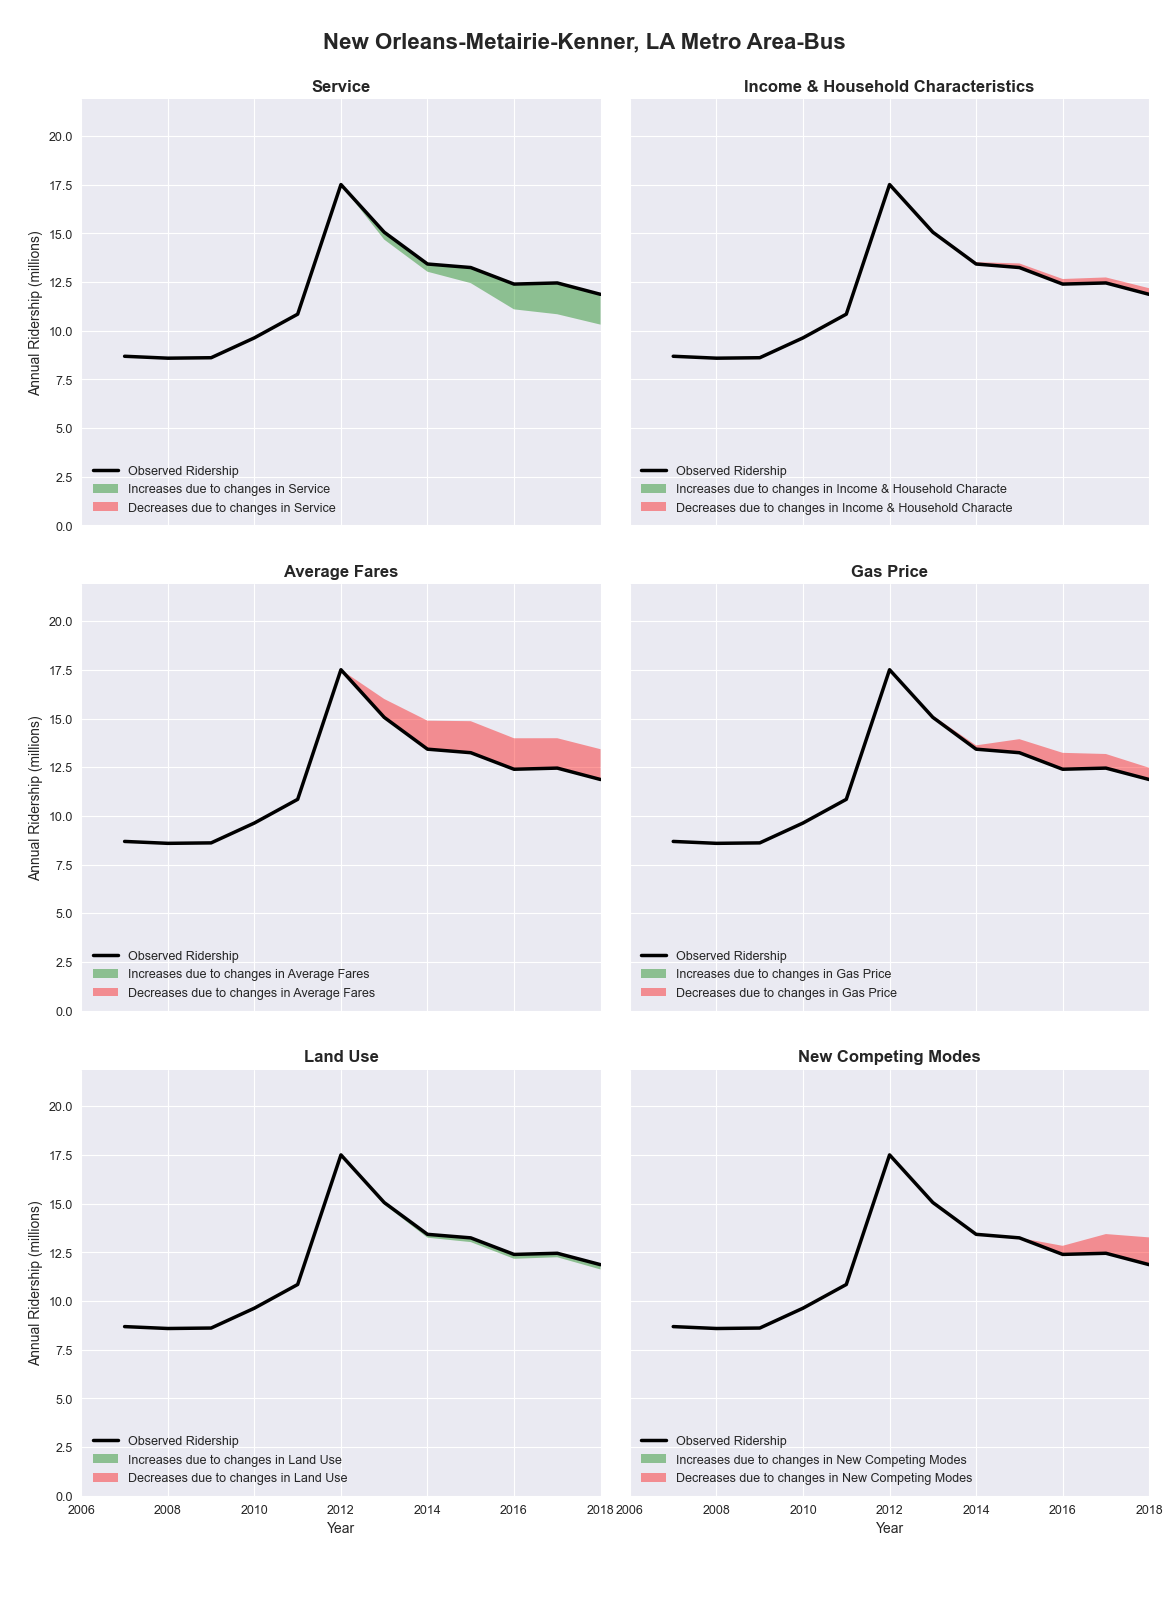 New Orleans-Metairie-Kenner, LA Metro Area-Bus
Service
20.0
17.5
15.0
12.5
10.0
7.5
5.0
2.5
0.0
Annual Ridership (millions)
Observed Ridership
Increases due to changes in Service
Decreases due to changes in Service
Income & Household Characteristics
Observed Ridership
Increases due to changes in Income & Household Characte
Decreases due to changes in Income & Household Characte
Average Fares
20.0
17.5
15.0
12.5
10.0
7.5
5.0
2.5
0.0
Annual Ridership (millions)
Observed Ridership
Increases due to changes in Average Fares
Decreases due to changes in Average Fares
Gas Price
Observed Ridership
Increases due to changes in Gas Price
Decreases due to changes in Gas Price
Land Use
20.0
17.5
15.0
12.5
10.0
7.5
5.0
2.5
0.0
Annual Ridership (millions)
Observed Ridership
Increases due to changes in Land Use
Decreases due to changes in Land Use
2006 2008 2010 2012 2014 2016 2018
Year
New Competing Modes
Observed Ridership
Increases due to changes in New Competing Modes
Decreases due to changes in New Competing Modes
2006 2008 2010 2012 2014 2016 2018
Year